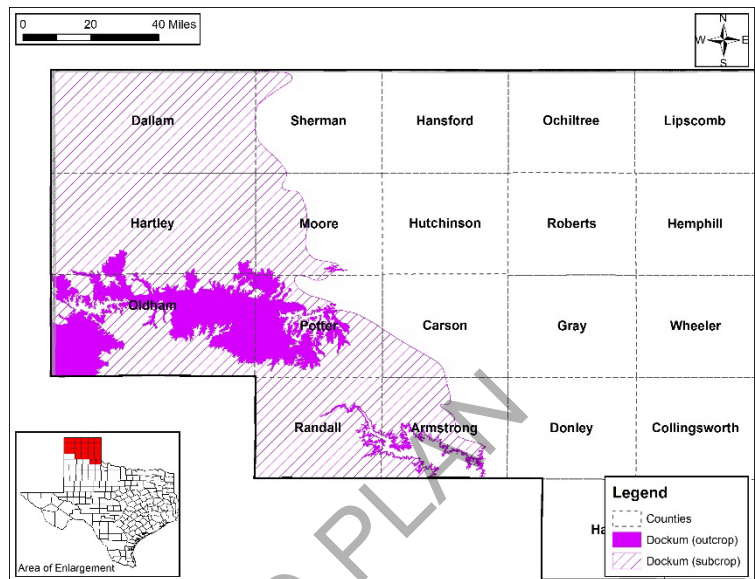 0 20 40 Miles
N
W E
S
Dallam Sherman Hansford Ochiltree Lipscomb
Hartley Moore Hutchinson Roberts Hemphill
Oldham Potter Carson Gray Wheeler
Randall Armstrong Donley Collingsworth
PLAN
Legend
Counties
Dockum (outcrop)
Dockum (subcrop)
Area of Enlargement